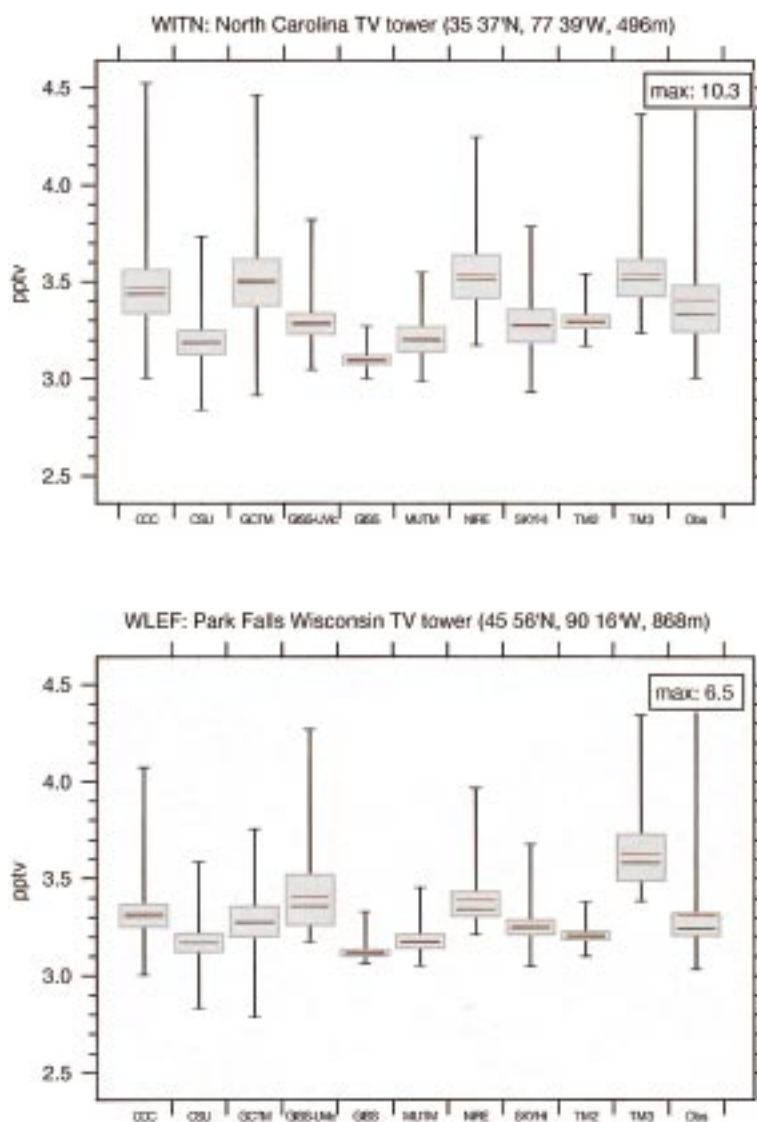 WITN: North Carolina TV tower (35 37'N, 77 39'W, 496m)
max: 10.3
4.5
4.0
3.5
3.0
2.5
pptv
CCC CSU GCTM GISS-UVic GISS MUTM NIRE SKYHI TM2 TM3 Obs
WLEF: Park Falls Wisconsin TV tower (45 56'N, 90 16'W, 868m)
max: 6.5
4.5
4.0
3.5
3.0
2.5
pptv
CCC CSU GCTM GISS-UVic GISS MUTM NIRE SKYHI TM2 TM3 Obs